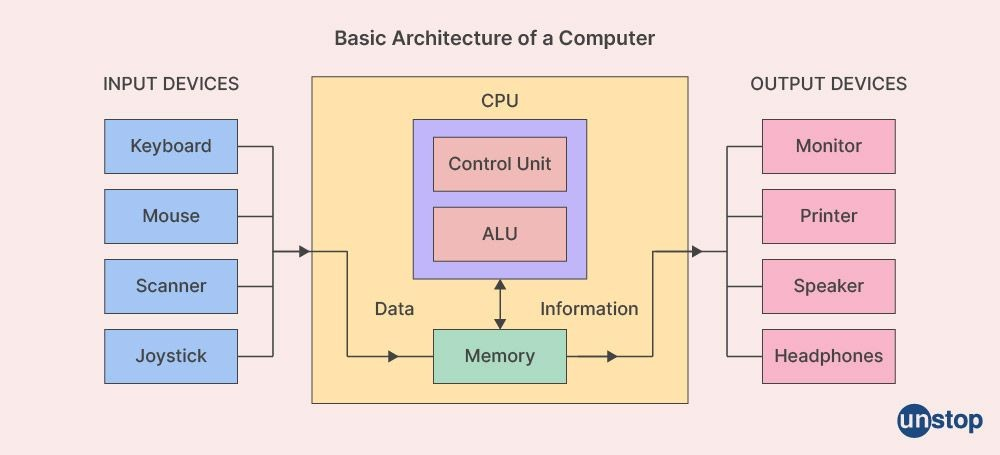 Basic Architecture of a Computer
INPUT DEVICES
Keyboard
Mouse
Scanner
Joystick
CPU
Control Unit
ALU
Data
Information
Memory
OUTPUT DEVICES
Monitor
Printer
Speaker
Headphones
unstop